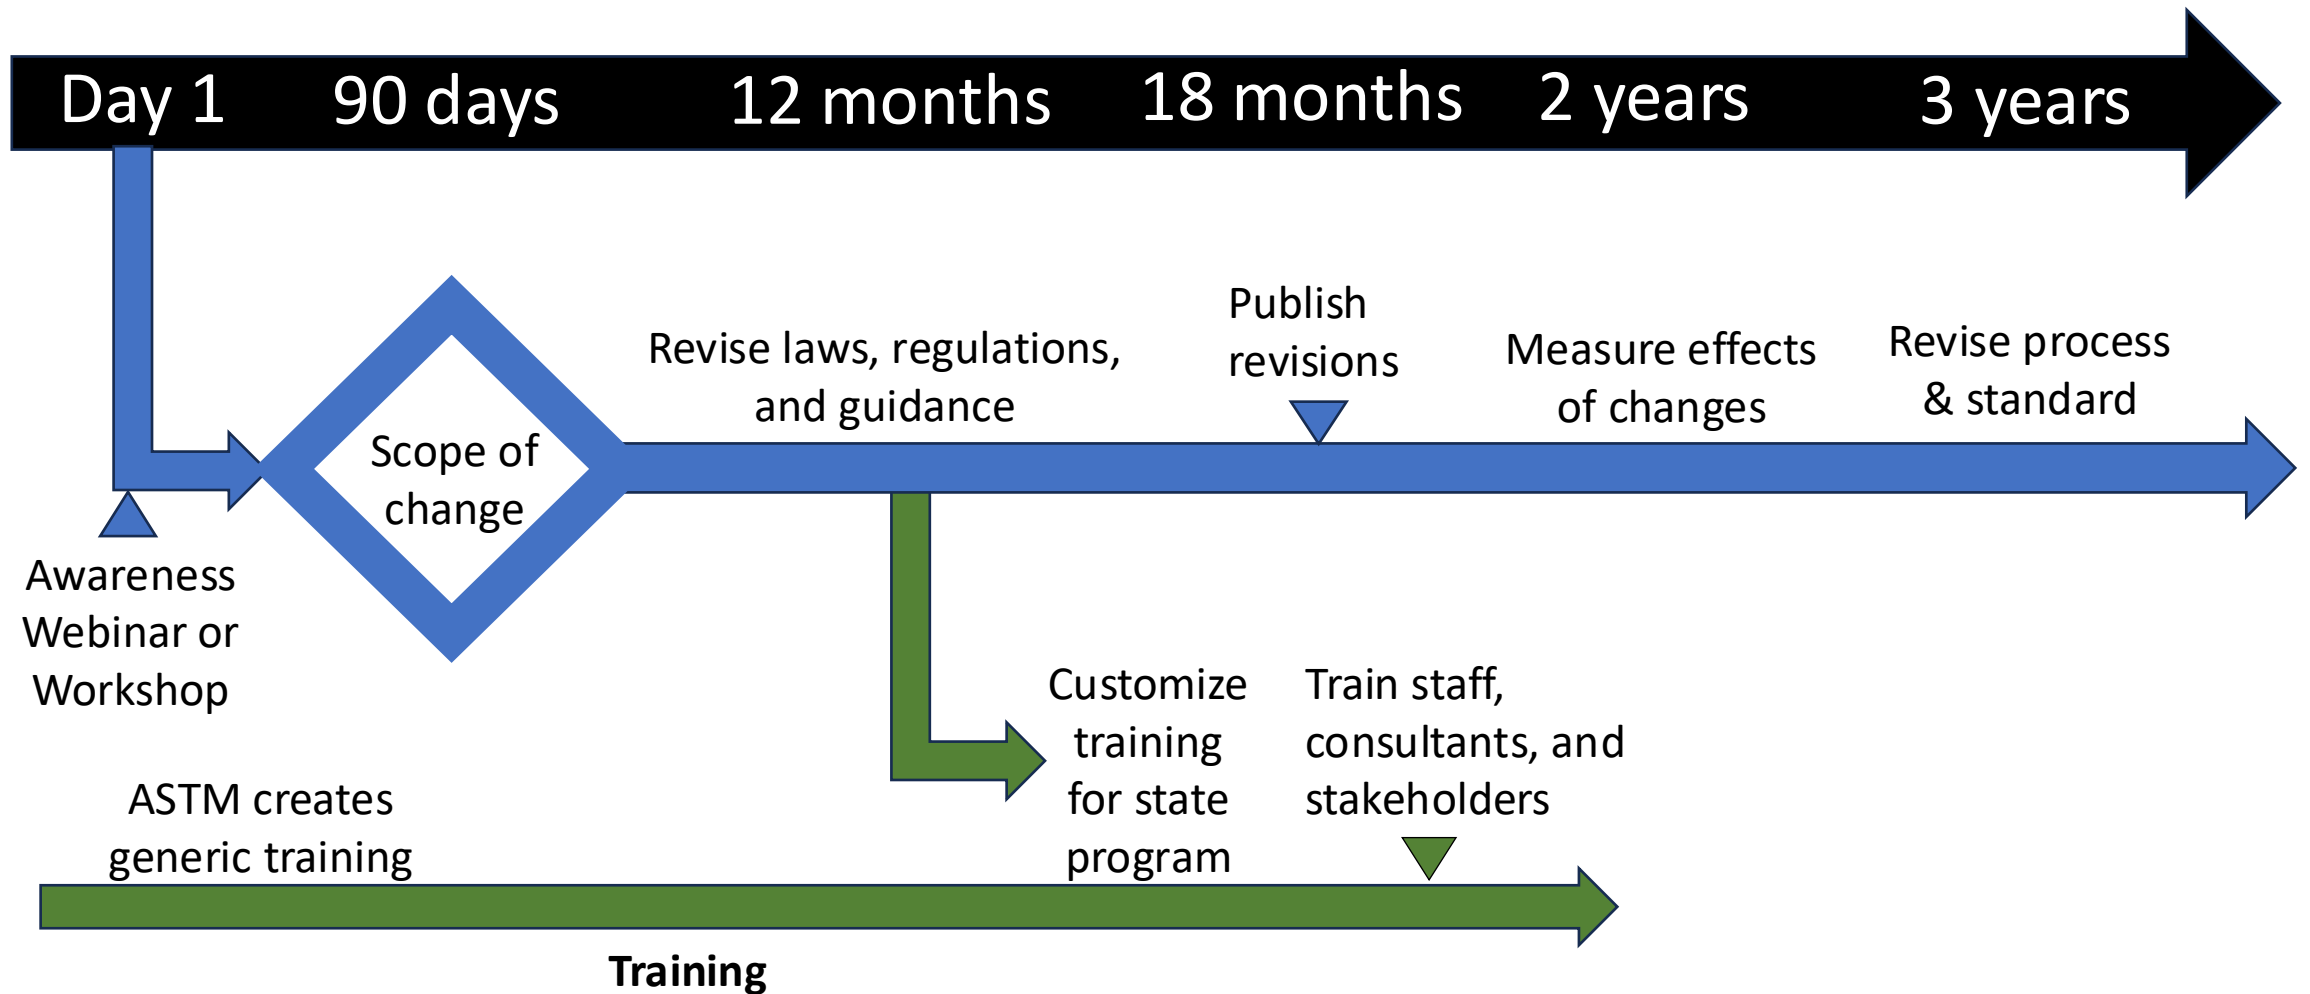 Day 1
90 days
12 months
18 months
2 years
3 years
Publish
revisions
Revise laws, regulations,
and guidance
Measure effects
of changes
Revise process
& standard
Scope of
change
Awareness
Webinar or
Workshop
Customize
training
for state
program
Train staff,
consultants, and
stakeholders
ASTM creates
generic training
Training